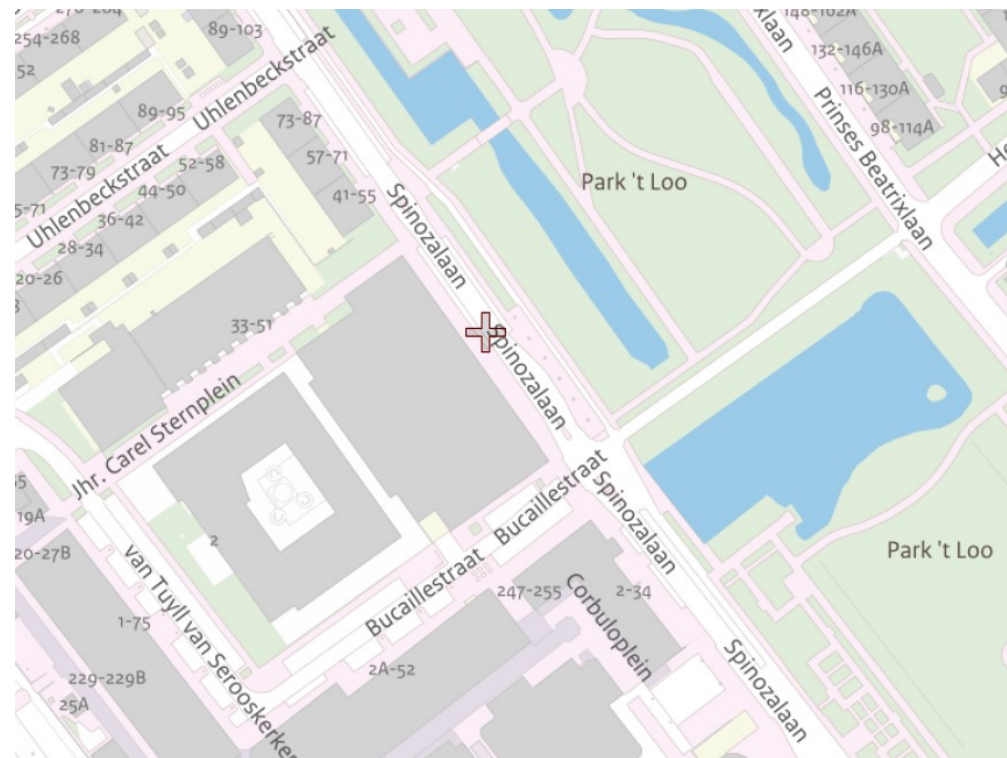 254-268
89-103
148-162A
132-146A
116-130A
98-114A
Uhlenbeckstraat
Prinses Beatrixlaan
89-95
73-87
81-87
57-71
73-79
52-58
41-55
44-50
36-42
28-34
Uhlenbeckstraat
Park 't Loo
Spinozalaan
33-51
Spinozalaan
Jhr. Carel Sternplein
Bucaillestraat
Spinozalaan
19A
2
20-27B
van Tuyll van Serooskerken
Bucaillestraat
Park 't Loo
247-255
2-34
Corbuloplein
1-75
2A-52
229-229B
25A
Spinozalaan